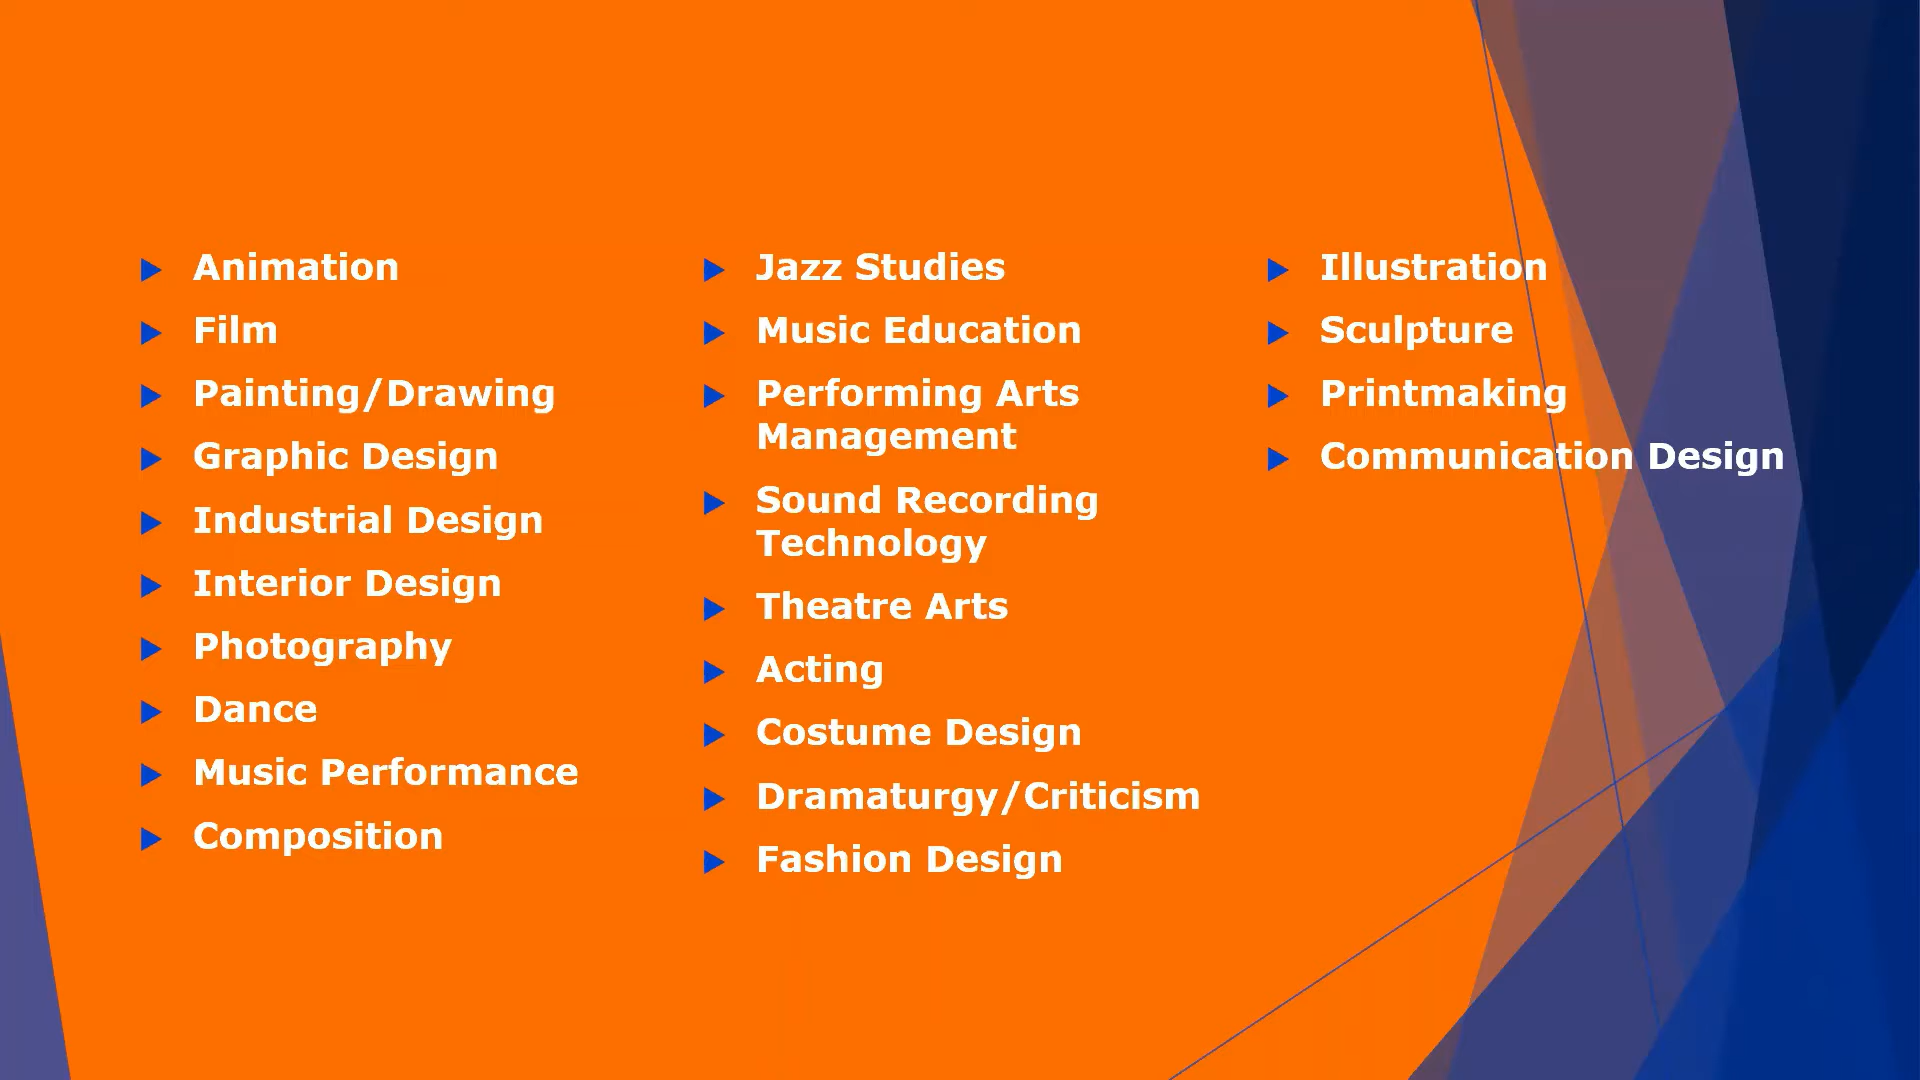 Animation
Film
Painting/Drawing
Graphic Design
Industrial Design
Interior Design
Photography
Dance
Music Performance
Composition
Jazz Studies
Music Education
Performing Arts
Management
Sound Recording
Technology
Theatre Arts
Acting
Costume Design
Dramaturgy/Criticism
Fashion Design
Illustration
Sculpture
Printmaking
Communication Design